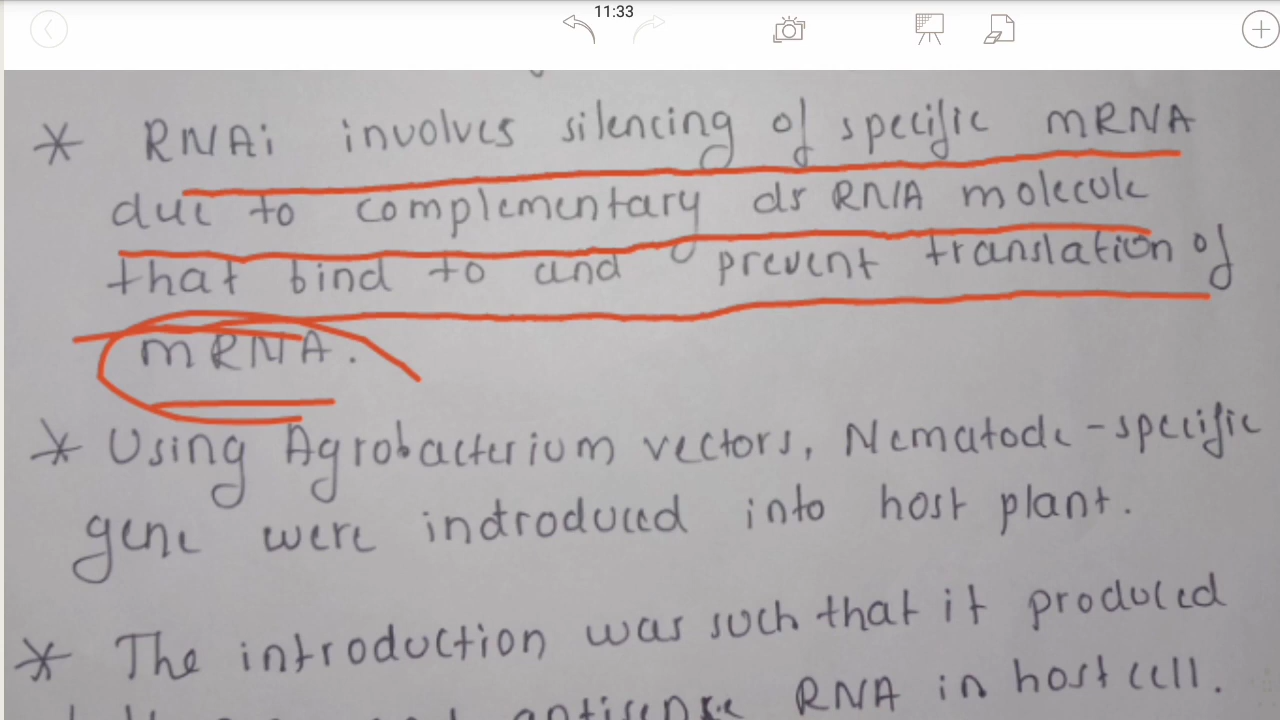 11:33
* RNAi involves silencing of specific mRNA
due to complementary ds RNA molecule
that bind to and prevent translation of
mRNA.
* Using Agrobacterium vectors, Nematode-specific
gene were indtroduced into host plant.
* The introduction was such that it produced
antisense RNA in host cell.